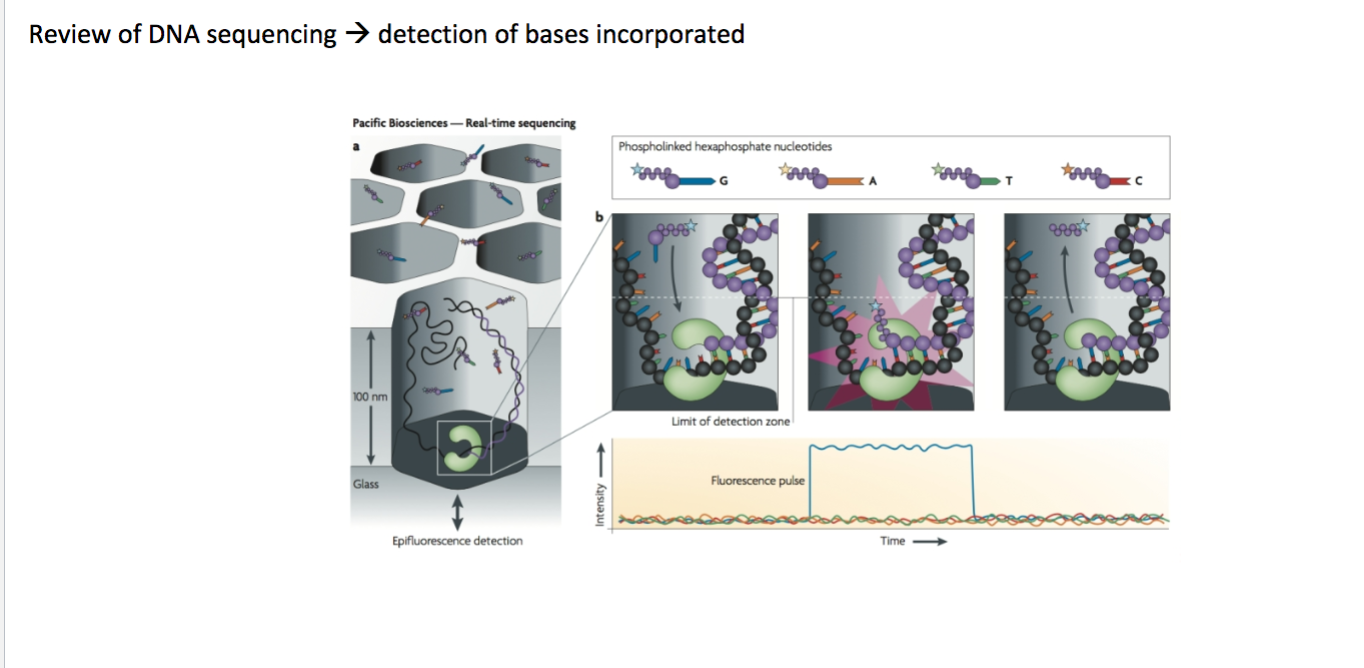 Review of DNA sequencing → detection of bases incorporated
Pacific Biosciences — Real-time sequencing
a
Phospholinked hexaphosphate nucleotides
G
A
T
C
b
100 nm
Limit of detection zone
Glass
Fluorescence pulse
Intensity
Epifluorescence detection
Time